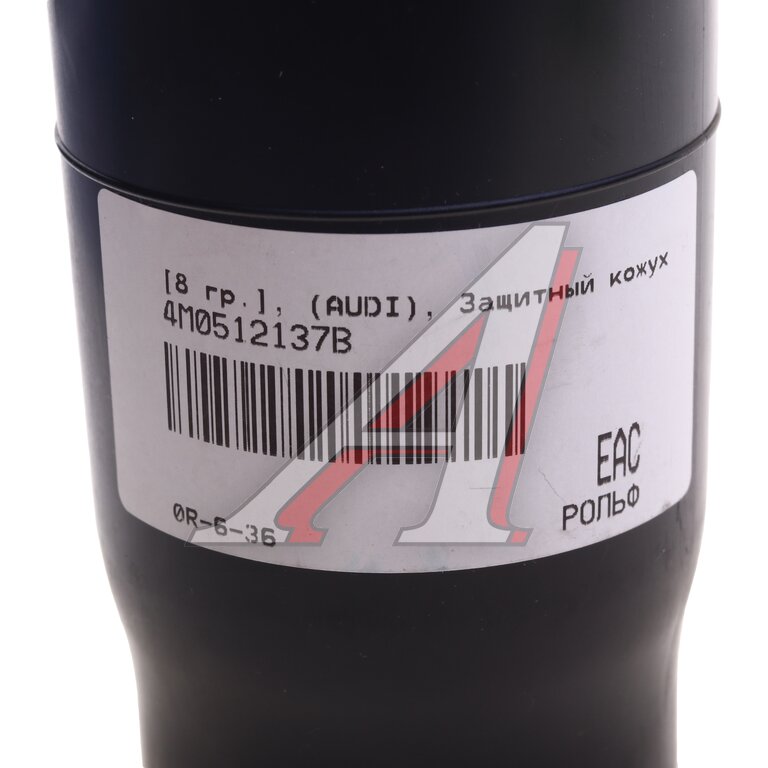 [8 гр.], (AUDI), Защитный кожух
4M0512137B
EAC
РОЛЬФ
0R-6-36